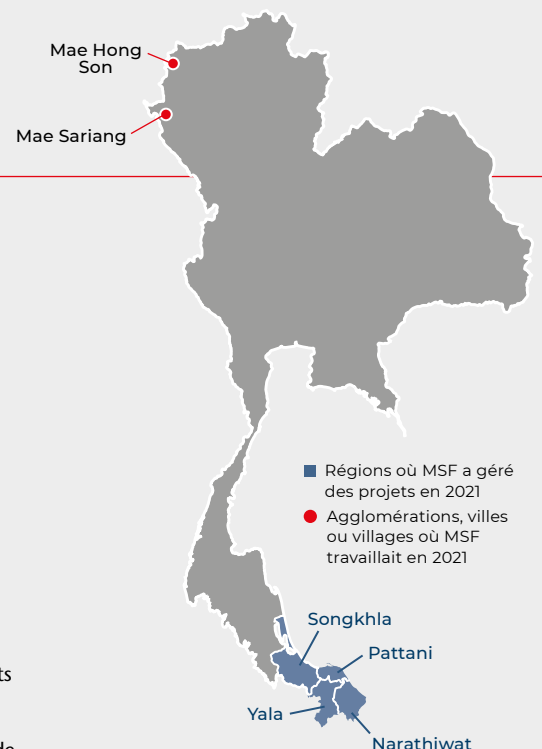 Mae Hong
Son
Mae Sariang
Régions où MSF a géré
des projets en 2021
Agglomérations, villes
ou villages où MSF
travaillait en 2021
Songkhla
Pattani
Yala
Narathiwat